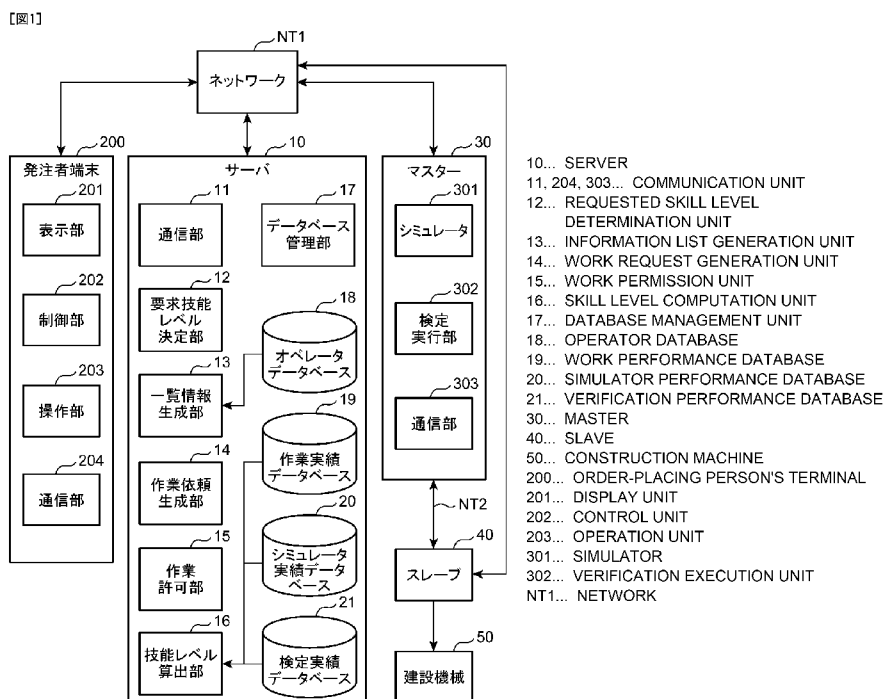 [図1]
NT1
ネットワーク
200
発注者端末
201
表示部
202
制御部
203
操作部
204
通信部
10
サーバ
11
通信部
17
データベース
管理部
12
要求技能
レベル
決定部
18
オペレータ
データベース
13
一覧情報
生成部
19
作業実績
データベース
14
作業依頼
生成部
20
シミュレータ
実績データ
ベース
15
作業
許可部
21
検定実績
データベース
16
技能レベル
算出部
30
マスター
301
シミュレータ
302
検定
実行部
303
通信部
NT2
40
スレーブ
50
建設機械
10... SERVER
11, 204, 303... COMMUNICATION UNIT
12... REQUESTED SKILL LEVEL
DETERMINATION UNIT
13... INFORMATION LIST GENERATION UNIT
14... WORK REQUEST GENERATION UNIT
15... WORK PERMISSION UNIT
16... SKILL LEVEL COMPUTATION UNIT
17... DATABASE MANAGEMENT UNIT
18... OPERATOR DATABASE
19... WORK PERFORMANCE DATABASE
20... SIMULATOR PERFORMANCE DATABASE
21... VERIFICATION PERFORMANCE DATABASE
30... MASTER
40... SLAVE
50... CONSTRUCTION MACHINE
200... ORDER-PLACING PERSON'S TERMINAL
201... DISPLAY UNIT
202... CONTROL UNIT
203... OPERATION UNIT
301... SIMULATOR
302... VERIFICATION EXECUTION UNIT
NT1... NETWORK